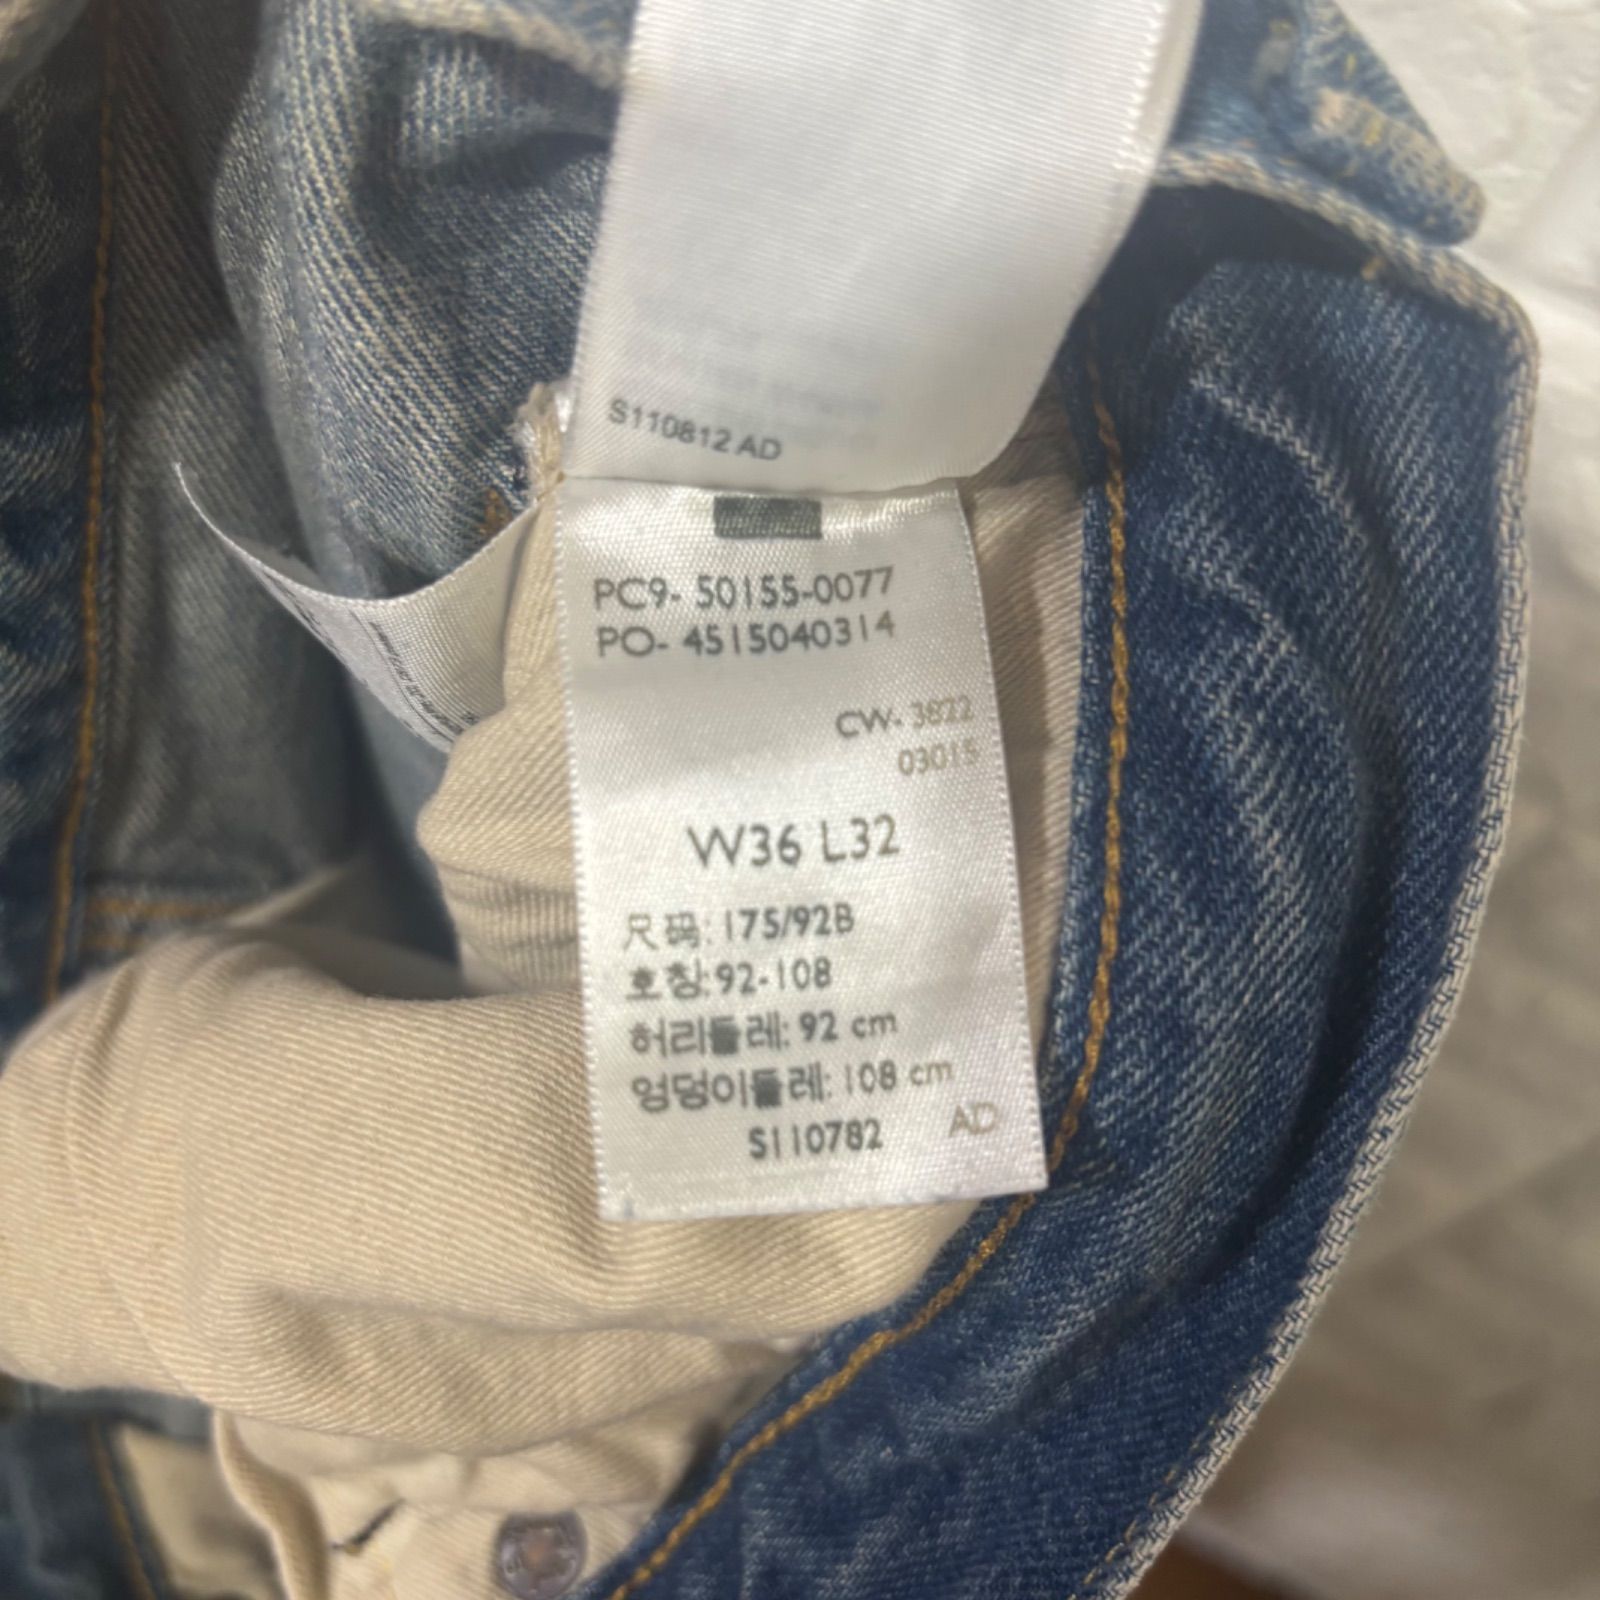 S110812 AD
PC9- 50155-0077
PO- 4515040314
CW- 3822
03015
W36 L32
尺码: 175/92B
호칭: 92-108
허리둘레: 92 cm
엉덩이둘레: 108 cm
S110782 AD